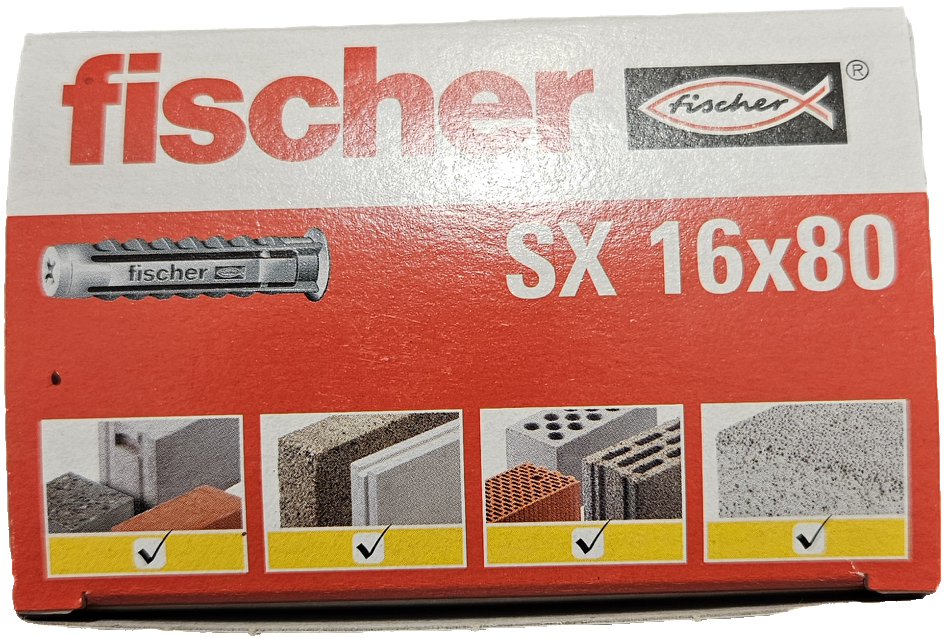 fischer
fischer ®
SX 16x80
fischer